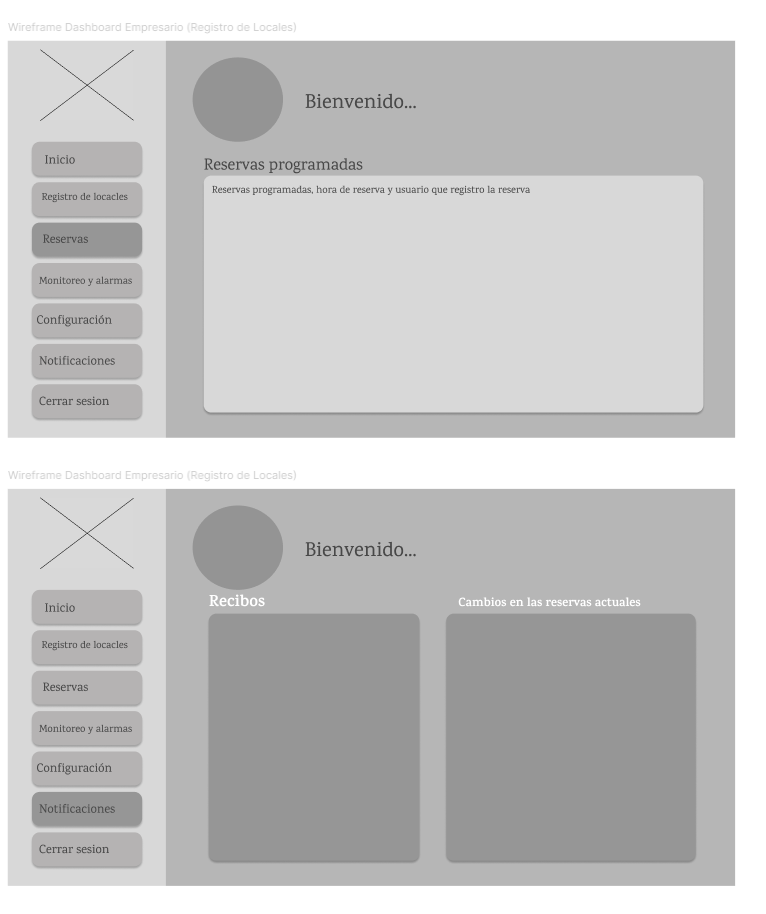 Wireframe Dashboard Empresario (Registro de Locales)
Bienvenido...
Inicio
Registro de locacles
Reservas
Monitoreo y alarmas
Configuración
Notificaciones
Cerrar sesion
Reservas programadas
Reservas programadas, hora de reserva y usuario que registro la reserva
Wireframe Dashboard Empresario (Registro de Locales)
Bienvenido...
Inicio
Registro de locacles
Reservas
Monitoreo y alarmas
Configuración
Notificaciones
Cerrar sesion
Recibos
Cambios en las reservas actuales